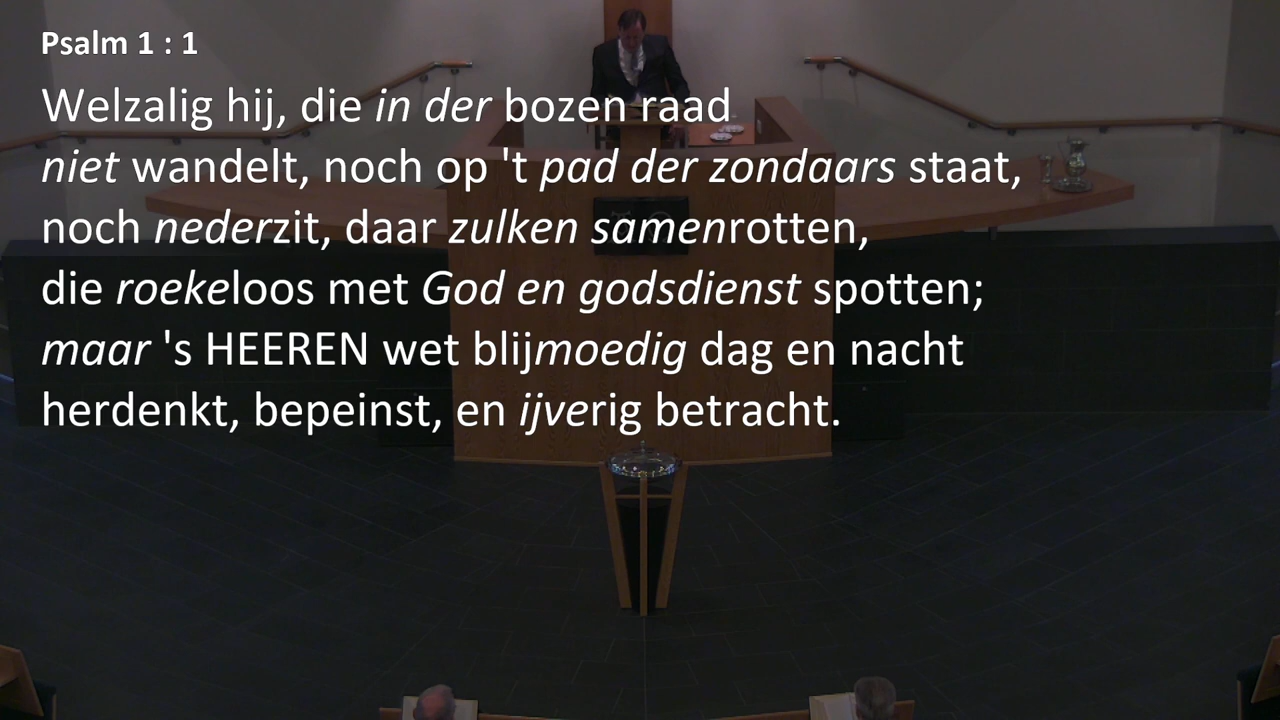 Psalm 1 : 1
Welzalig hij, die in der bozen raad
niet wandelt, noch op 't pad der zondaars staat,
noch nederzit, daar zulken samenrotten,
die roekeloos met God en godsdienst spotten;
maar 's HEEREN wet blijmoedig dag en nacht
herdenkt, bepeinst, en ijverig betracht.